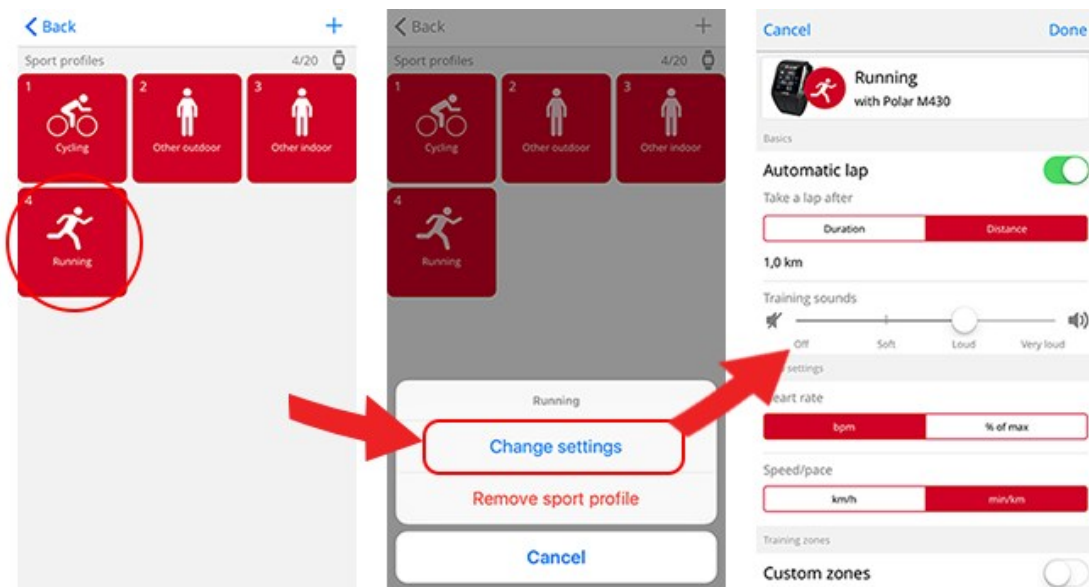 Back
Sport profiles 4/20
1 2 3
Cycling Other outdoor Other indoor
4
Running
Back
Sport profiles 4/20
1 2 3
Cycling Other outdoor Other indoor
4
Running
Running
Change settings
Remove sport profile
Cancel
Cancel Done
Running
with Polar M430
Basics
Automatic lap
Take a lap after
Duration Distance
1,0 km
Training sounds
Off Soft Loud Very loud
settings
eart rate
bpm % of max
Speed/pace
km/h min/km
Training zones
Custom zones